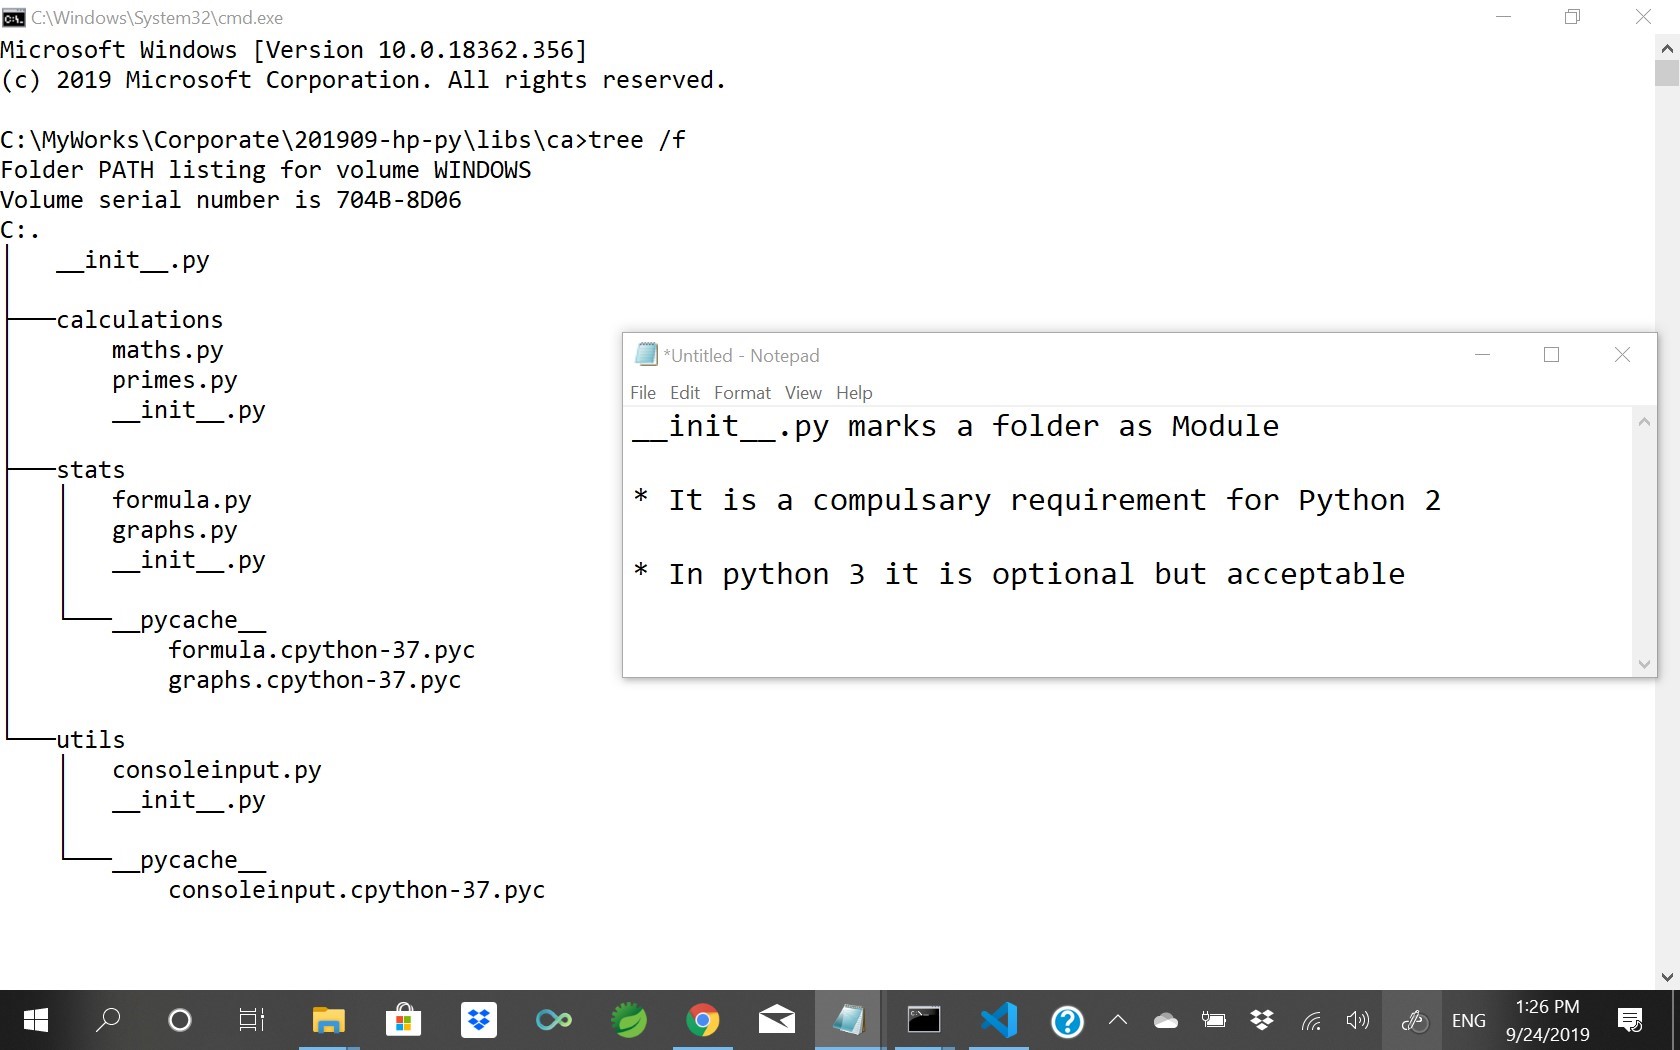 C:\Windows\System32\cmd.exe
Microsoft Windows [Version 10.0.18362.356]
(c) 2019 Microsoft Corporation. All rights reserved.
C:\MyWorks\Corporate\201909-hp-py\libs\ca>tree /f
Folder PATH listing for volume WINDOWS
Volume serial number is 704B-8D06
C:.
__init__.py
calculations
maths.py
primes.py
__init__.py
stats
formula.py
graphs.py
__init__.py
__pycache__
formula.cpython-37.pyc
graphs.cpython-37.pyc
utils
consoleinput.py
__init__.py
__pycache__
consoleinput.cpython-37.pyc
*Untitled - Notepad
File Edit Format View Help
__init__.py marks a folder as Module
* It is a compulsary requirement for Python 2
* In python 3 it is optional but acceptable
ENG
1:26 PM
9/24/2019